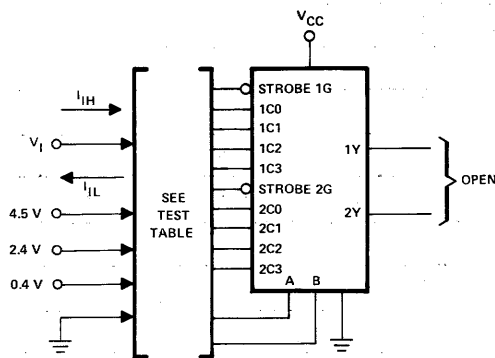 VCC
STROBE 1G
IIH
1C0
1C1
VI
1C2
1Y
1C3
IIL
STROBE 2G
OPEN
SEE
TEST
TABLE
2C0
4.5 V
2Y
2C1
2.4 V
2C2
2C3
0.4 V
A B